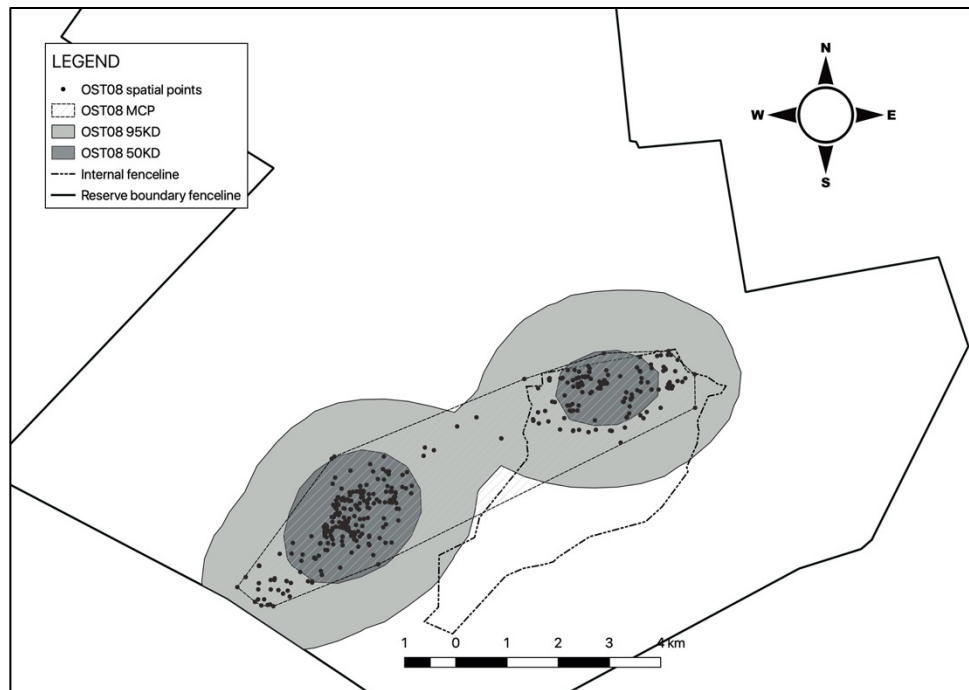 LEGEND
OST08 spatial points
OST08 MCP
OST08 95KD
OST08 50KD
Internal fenceline
Reserve boundary fenceline
N
W E
S
1 0 1 2 3 4 km